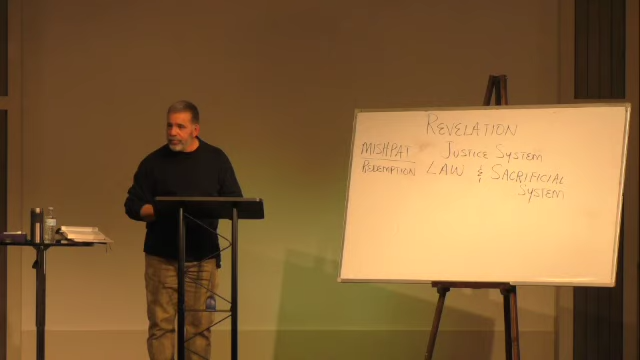 REVELATION
MISHPAT JUSTICE SYSTEM
REDEMPTION LAW & SACRIFICIAL
SYSTEM